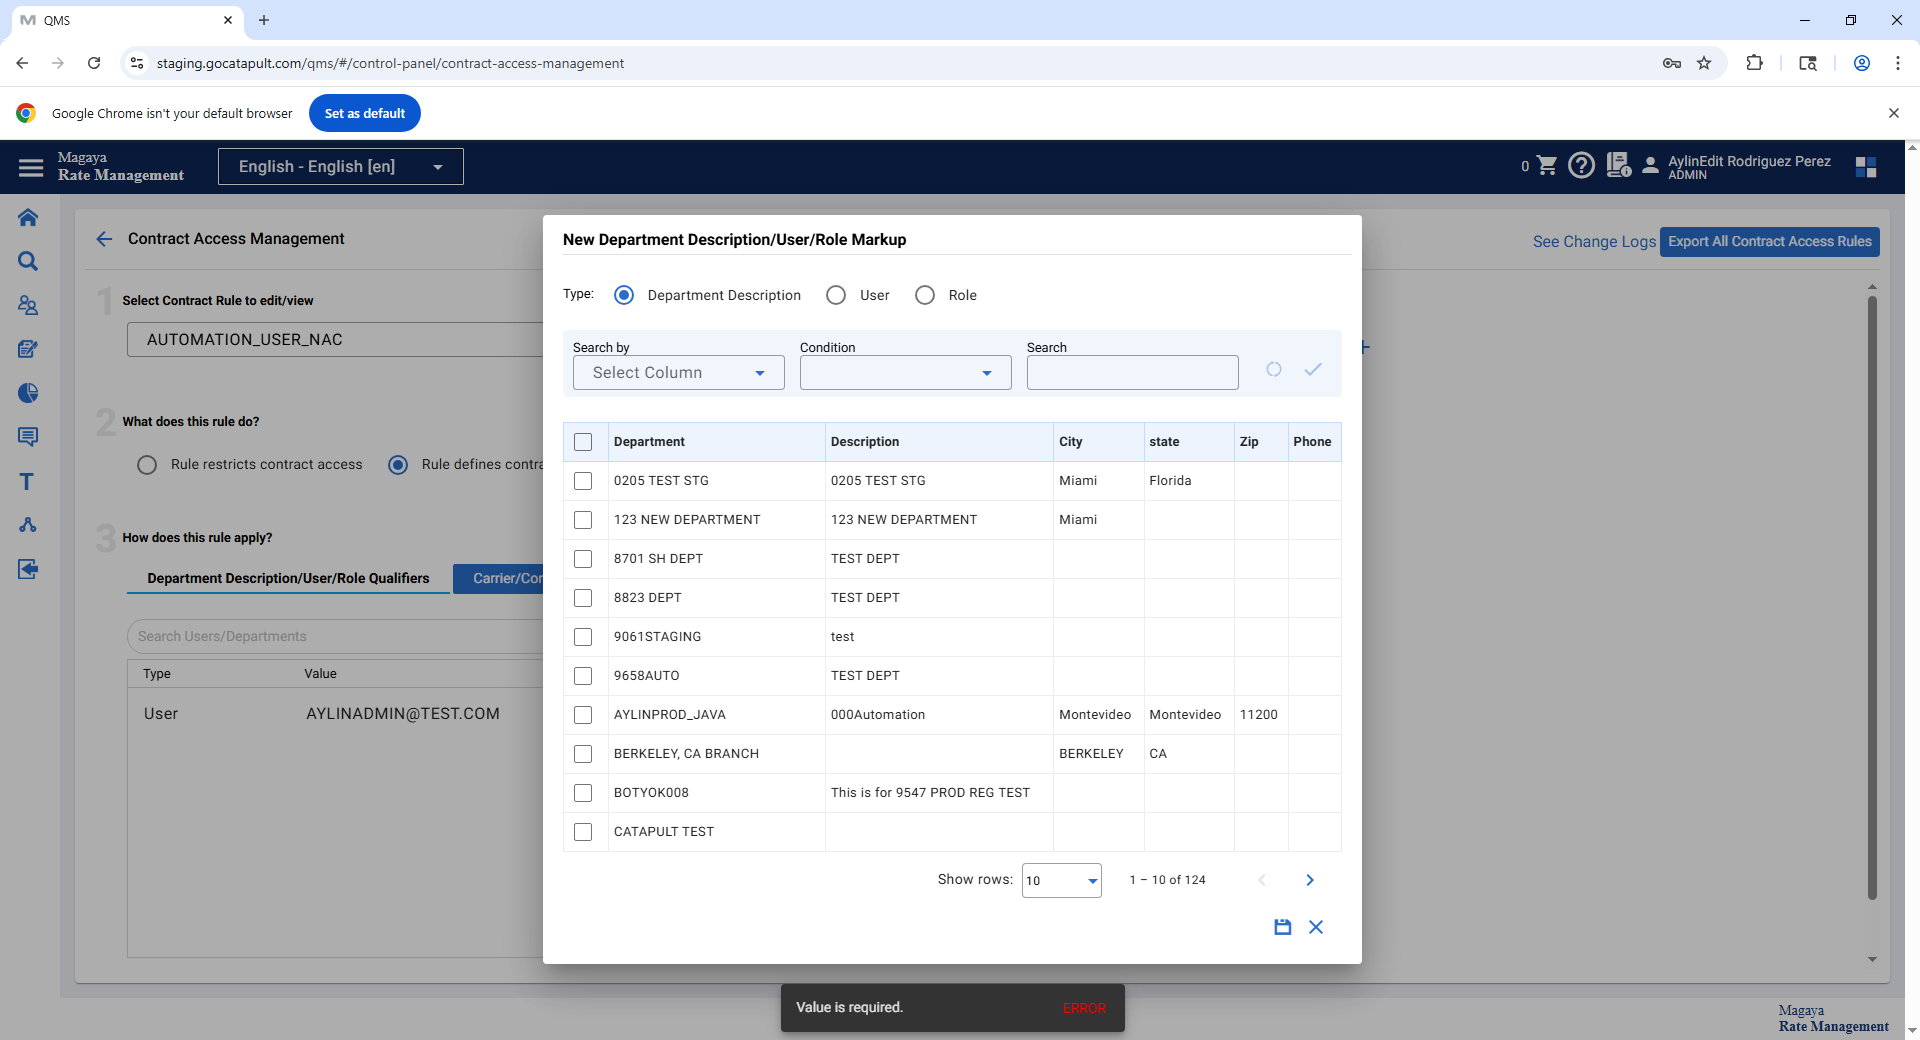 QMS
staging.gocatapult.com/qms/#/control-panel/contract-access-management
Google Chrome isn't your default browser
Set as default
Magaya
Rate Management
English - English [en]
0
AylinEdit Rodriguez Perez
ADMIN
Contract Access Management
See Change Logs
Export All Contract Access Rules
1
Select Contract Rule to edit/view
AUTOMATION_USER_NAC
2
What does this rule do?
Rule restricts contract access
Rule defines contra
3
How does this rule apply?
Department Description/User/Role Qualifiers
Carrier/Con
Search Users/Departments
Type Value
User AYLINADMIN@TEST.COM
New Department Description/User/Role Markup
Type: Department Description User Role
Search by Condition Search
Select Column
Department Description City state Zip Phone
0205 TEST STG 0205 TEST STG Miami Florida
123 NEW DEPARTMENT 123 NEW DEPARTMENT Miami
8701 SH DEPT TEST DEPT
8823 DEPT TEST DEPT
9061STAGING test
9658AUTO TEST DEPT
AYLINPROD_JAVA 000Automation Montevideo Montevideo 11200
BERKELEY, CA BRANCH BERKELEY CA
BOTYOK008 This is for 9547 PROD REG TEST
CATAPULT TEST
Show rows: 10 1 – 10 of 124
Value is required. ERROR
Magaya
Rate Management